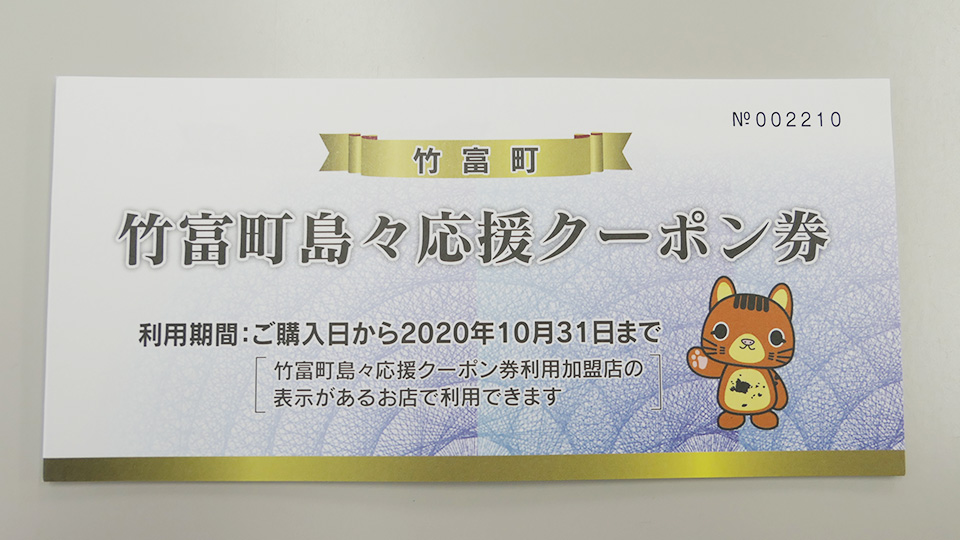 №002210
竹富町
竹富町島々応援クーポン券
利用期間:ご購入日から2020年10月31日まで
竹富町島々応援クーポン券利用加盟店の
表示があるお店で利用できます